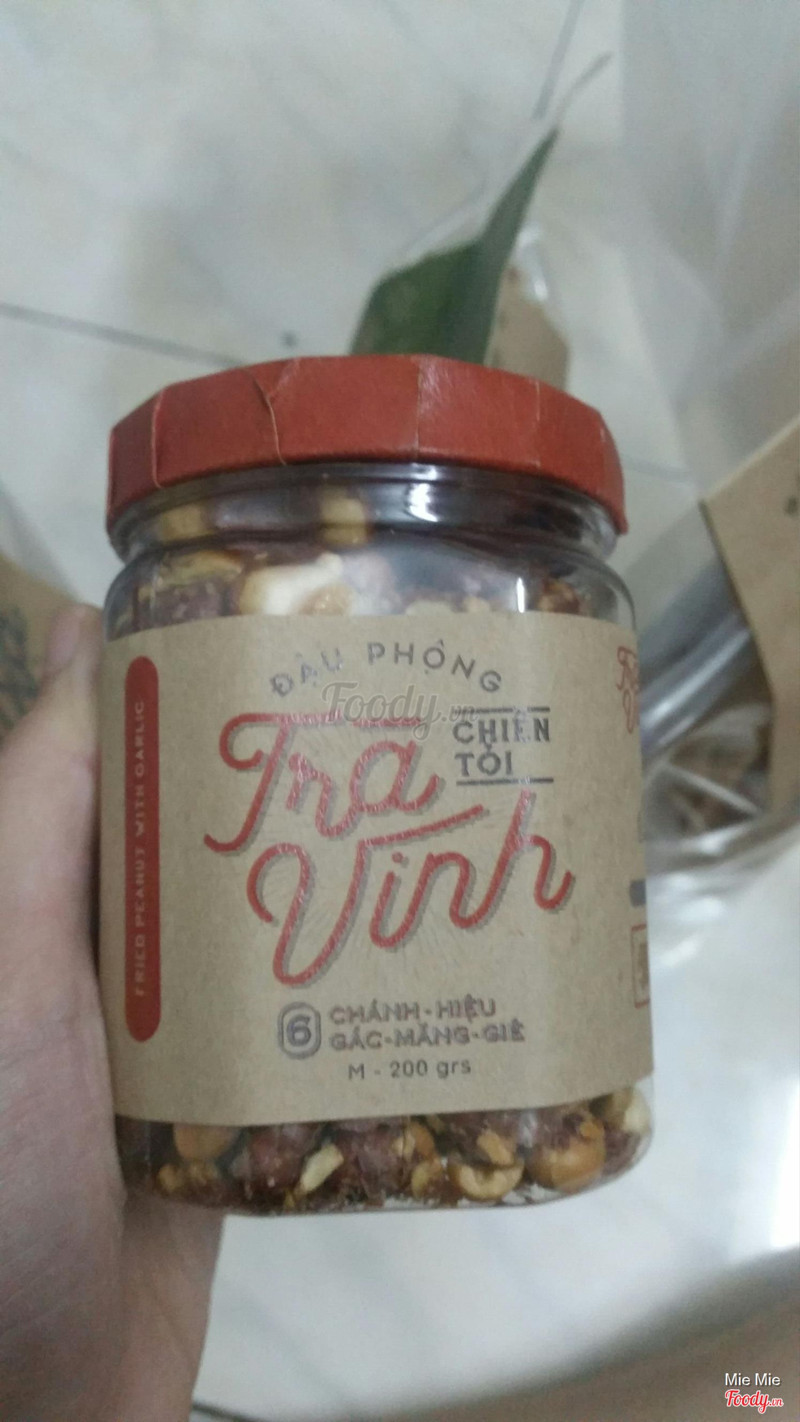 ĐẬU PHỘNG
Foody.vn
Trà
CHIÊN
TỎI
Vinh
FRIED PEANUT WITH GARLIC
6
CHÁNH-HIỆU
GÁC-MĂNG-GIÊ
M - 200 grs
Mie Mie
Foody.vn